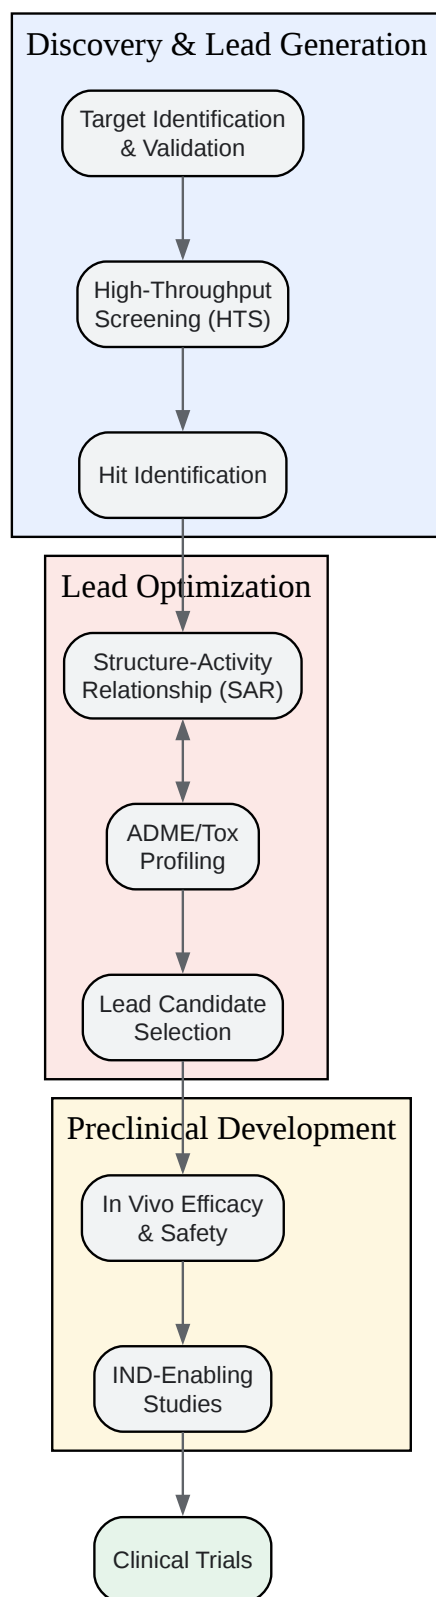 Discovery & Lead Generation
Target Identification
& Validation
High-Throughput
Screening (HTS)
Hit Identification
Lead Optimization
Structure-Activity
Relationship (SAR)
ADME/Tox
Profiling
Lead Candidate
Selection
Preclinical Development
In Vivo Efficacy
& Safety
IND-Enabling
Studies
Clinical Trials